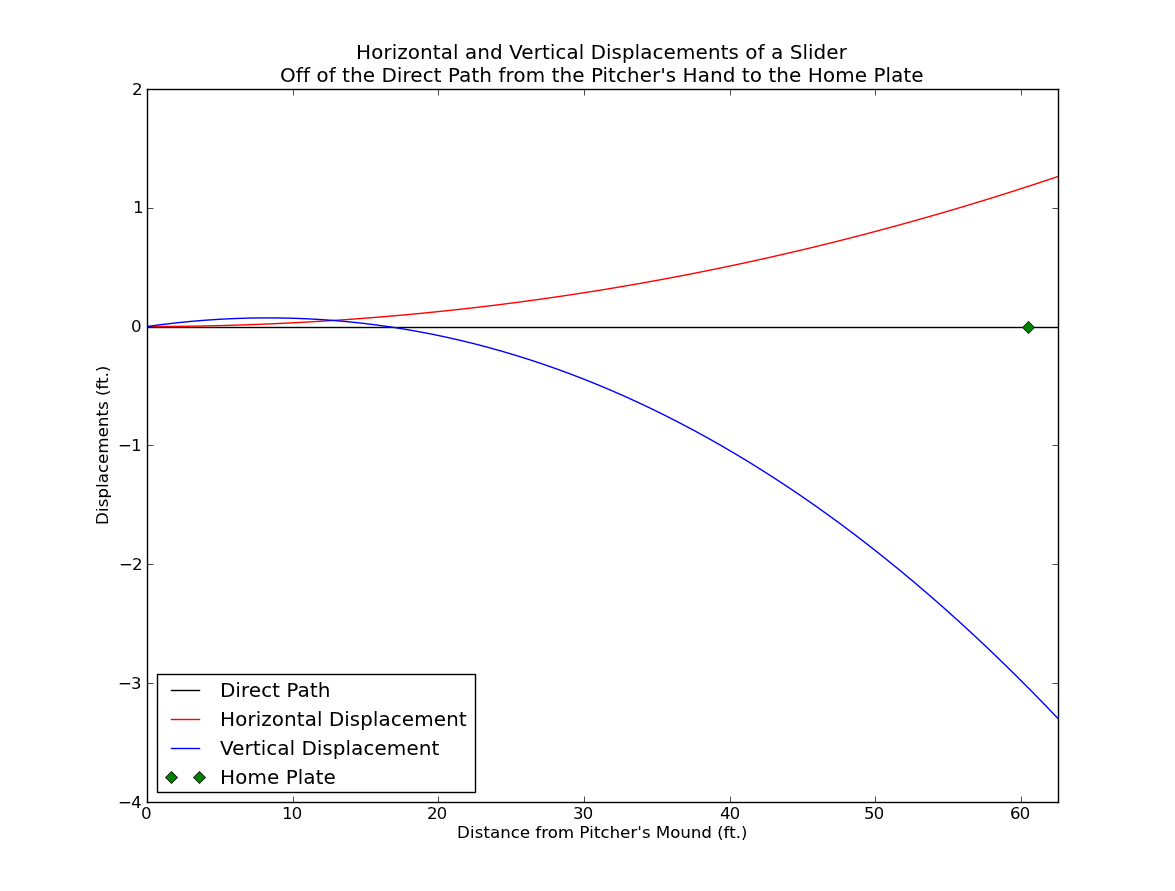 Horizontal and Vertical Displacements of a Slider
Off of the Direct Path from the Pitcher's Hand to the Home Plate
2
1
0
−1
−2
−3
−4
Displacements (ft.)
Direct Path
Horizontal Displacement
Vertical Displacement
Home Plate
0 10 20 30 40 50 60
Distance from Pitcher's Mound (ft.)